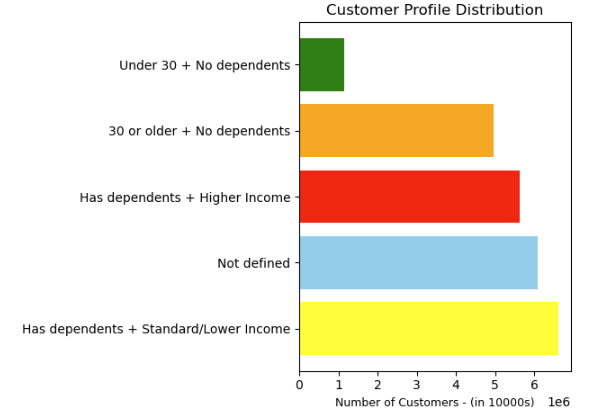 Customer Profile Distribution
Under 30 + No dependents
30 or older + No dependents
Has dependents + Higher Income
Not defined
Has dependents + Standard/Lower Income
0 1 2 3 4 5 6
Number of Customers - (in 10000s) 1e6